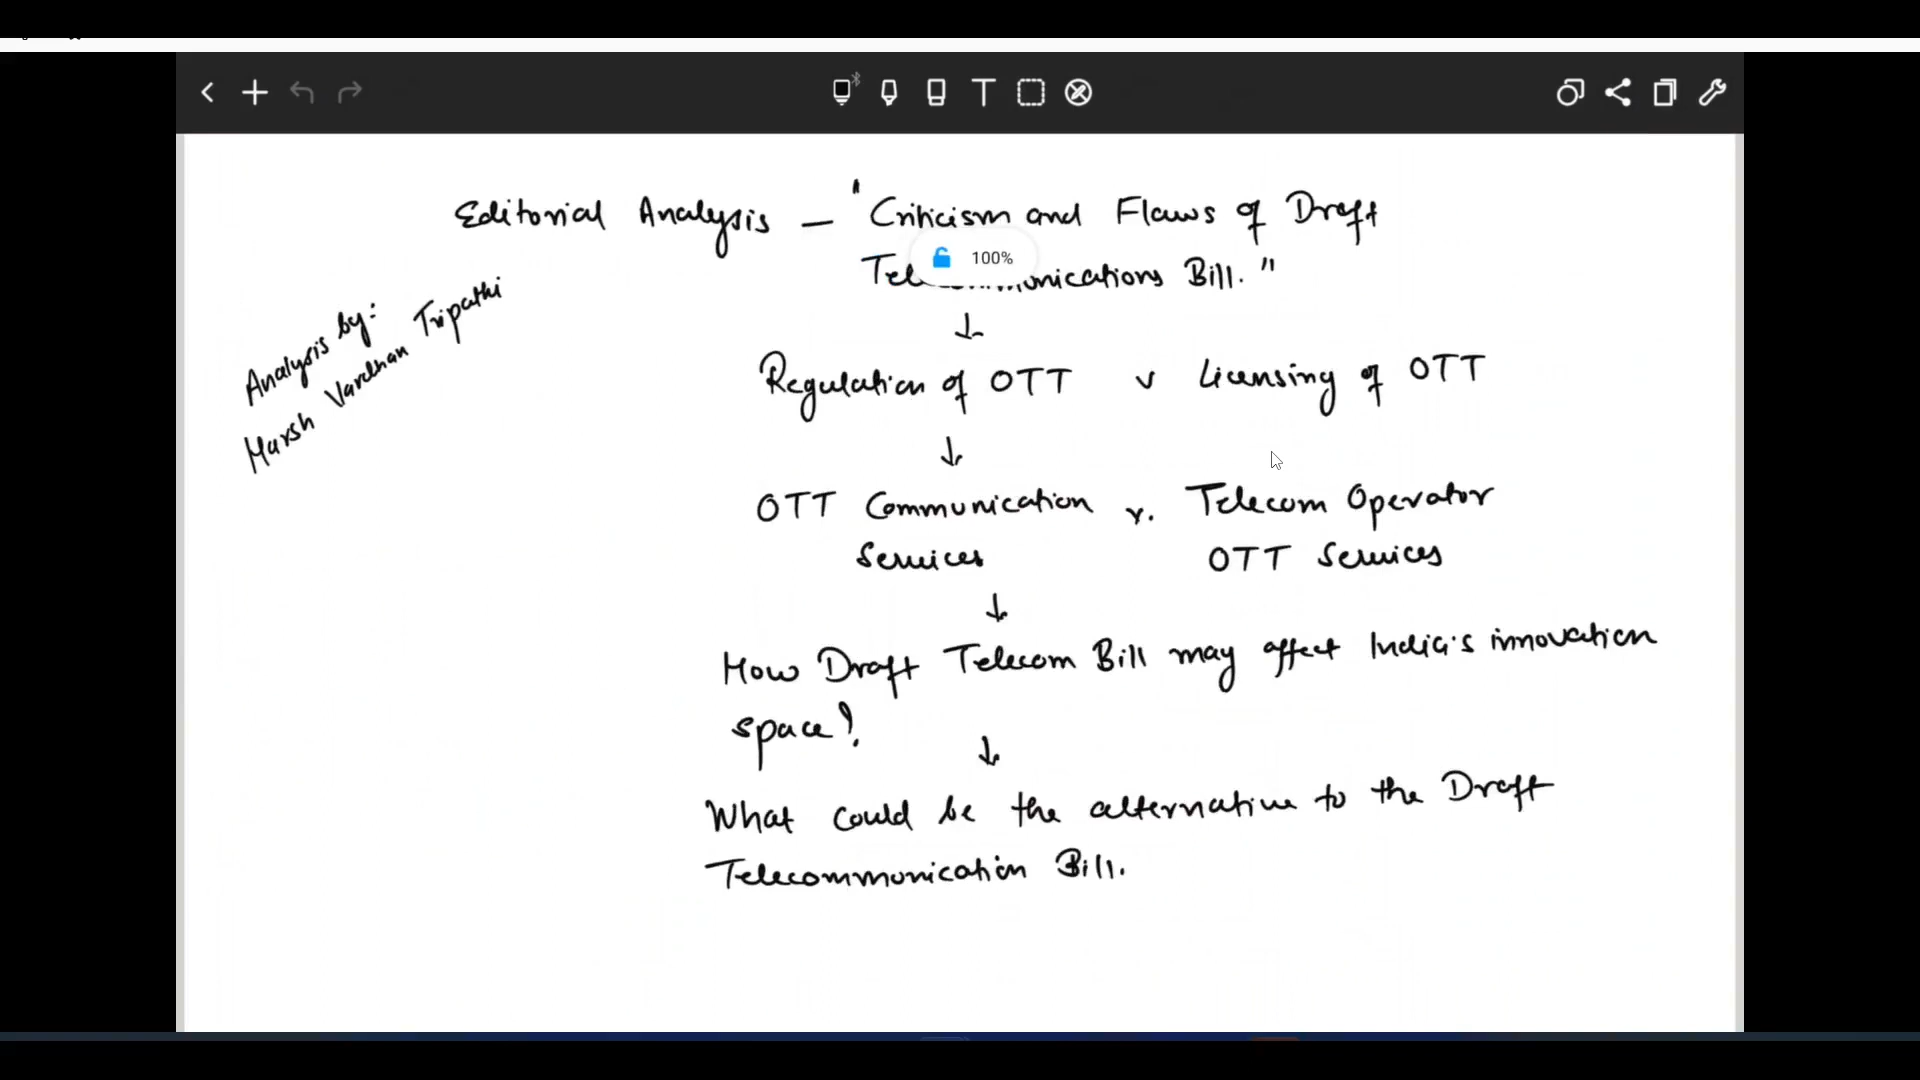 Editorial Analysis — "Criticism and Flaws of Draft
100%
Bill."
Analysis by:
Harsh Vardhan Tripathi
Regulation of OTT v Licensing of OTT
OTT Communication v. Telecom Operator
Services OTT Services
How Draft Telecom Bill may affect India's innovation
space?
What could be the alternative to the Draft
Telecommunication Bill.